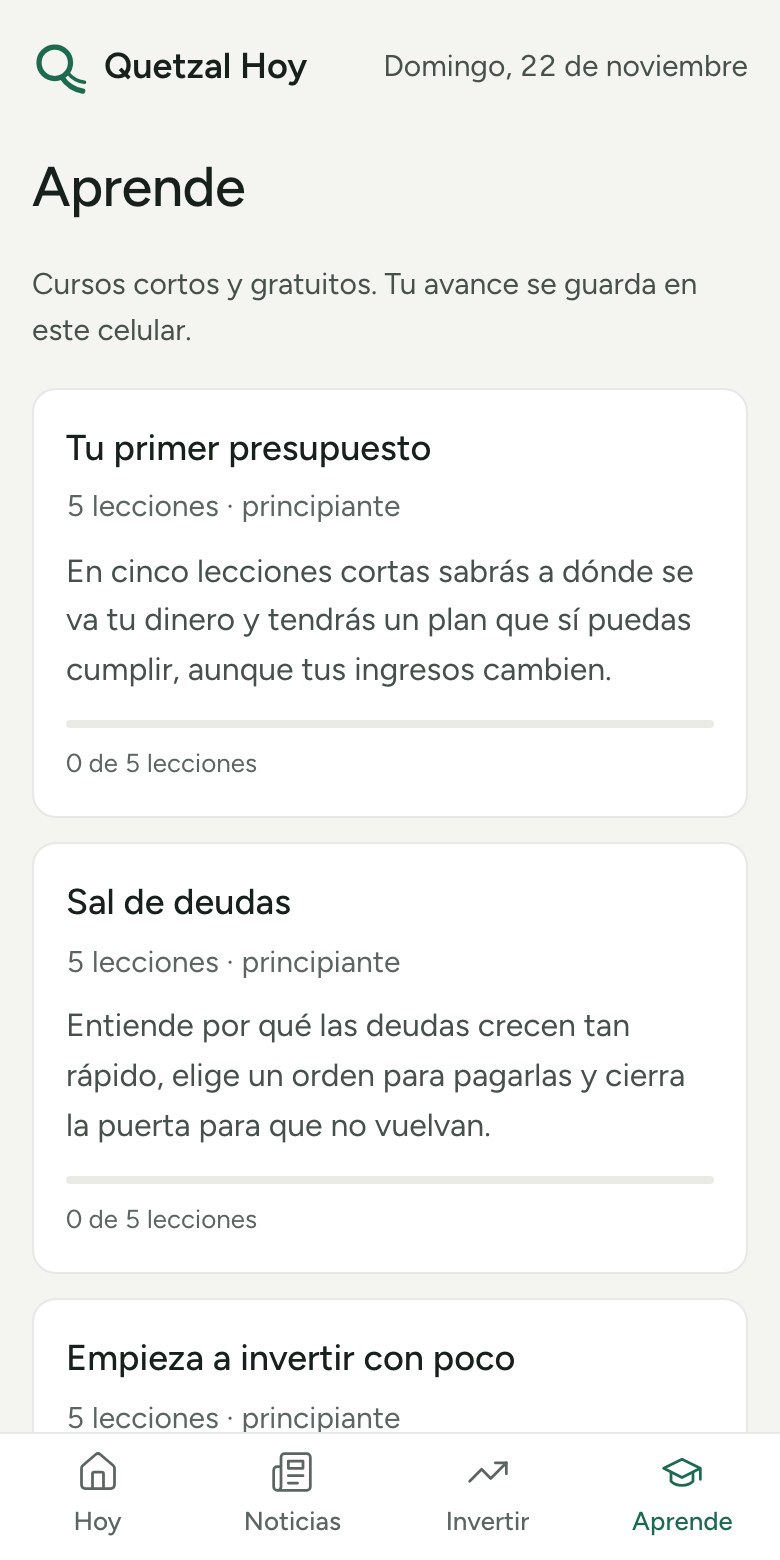 Quetzal Hoy
Domingo, 22 de noviembre
Aprende
Cursos cortos y gratuitos. Tu avance se guarda en
este celular.
Tu primer presupuesto
5 lecciones · principiante
En cinco lecciones cortas sabrás a dónde se
va tu dinero y tendrás un plan que sí puedas
cumplir, aunque tus ingresos cambien.
0 de 5 lecciones
Sal de deudas
5 lecciones · principiante
Entiende por qué las deudas crecen tan
rápido, elige un orden para pagarlas y cierra
la puerta para que no vuelvan.
0 de 5 lecciones
Empieza a invertir con poco
5 lecciones · principiante
Hoy
Noticias
Invertir
Aprende